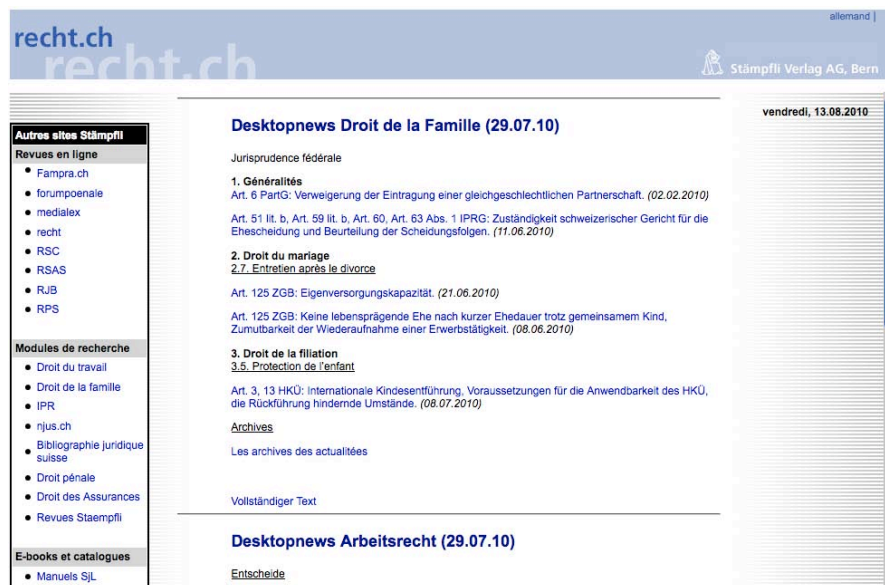 allemand |
recht.ch
recht.ch
Stämpfli Verlag AG, Bern
vendredi, 13.08.2010
Autres sites Stämpfli
Revues en ligne
Fampra.ch
forumpoenale
medialex
recht
RSC
RSAS
RJB
RPS
Modules de recherche
Droit du travail
Droit de la famille
IPR
njus.ch
Bibliographie juridique
suisse
Droit pénale
Droit des Assurances
Revues Staempfli
E-books et catalogues
Manuels SjL
Desktopnews Droit de la Famille (29.07.10)
Jurisprudence fédérale
1. Généralités
Art. 6 PartG: Verweigerung der Eintragung einer gleichgeschlechtlichen Partnerschaft. (02.02.2010)
Art. 51 lit. b, Art. 59 lit. b, Art. 60, Art. 63 Abs. 1 IPRG: Zuständigkeit schweizerischer Gericht für die
Ehescheidung und Beurteilung der Scheidungsfolgen. (11.06.2010)
2. Droit du mariage
2.7. Entretien après le divorce
Art. 125 ZGB: Eigenversorgungskapazität. (21.06.2010)
Art. 125 ZGB: Keine lebensprägende Ehe nach kurzer Ehedauer trotz gemeinsamem Kind,
Zumutbarkeit der Wiederaufnahme einer Erwerbstätigkeit. (08.06.2010)
3. Droit de la filiation
3.5. Protection de l'enfant
Art. 3, 13 HKÜ: Internationale Kindesentführung, Voraussetzungen für die Anwendbarkeit des HKÜ,
die Rückführung hindernde Umstände. (08.07.2010)
Archives
Les archives des actualitées
Vollständiger Text
Desktopnews Arbeitsrecht (29.07.10)
Entscheide